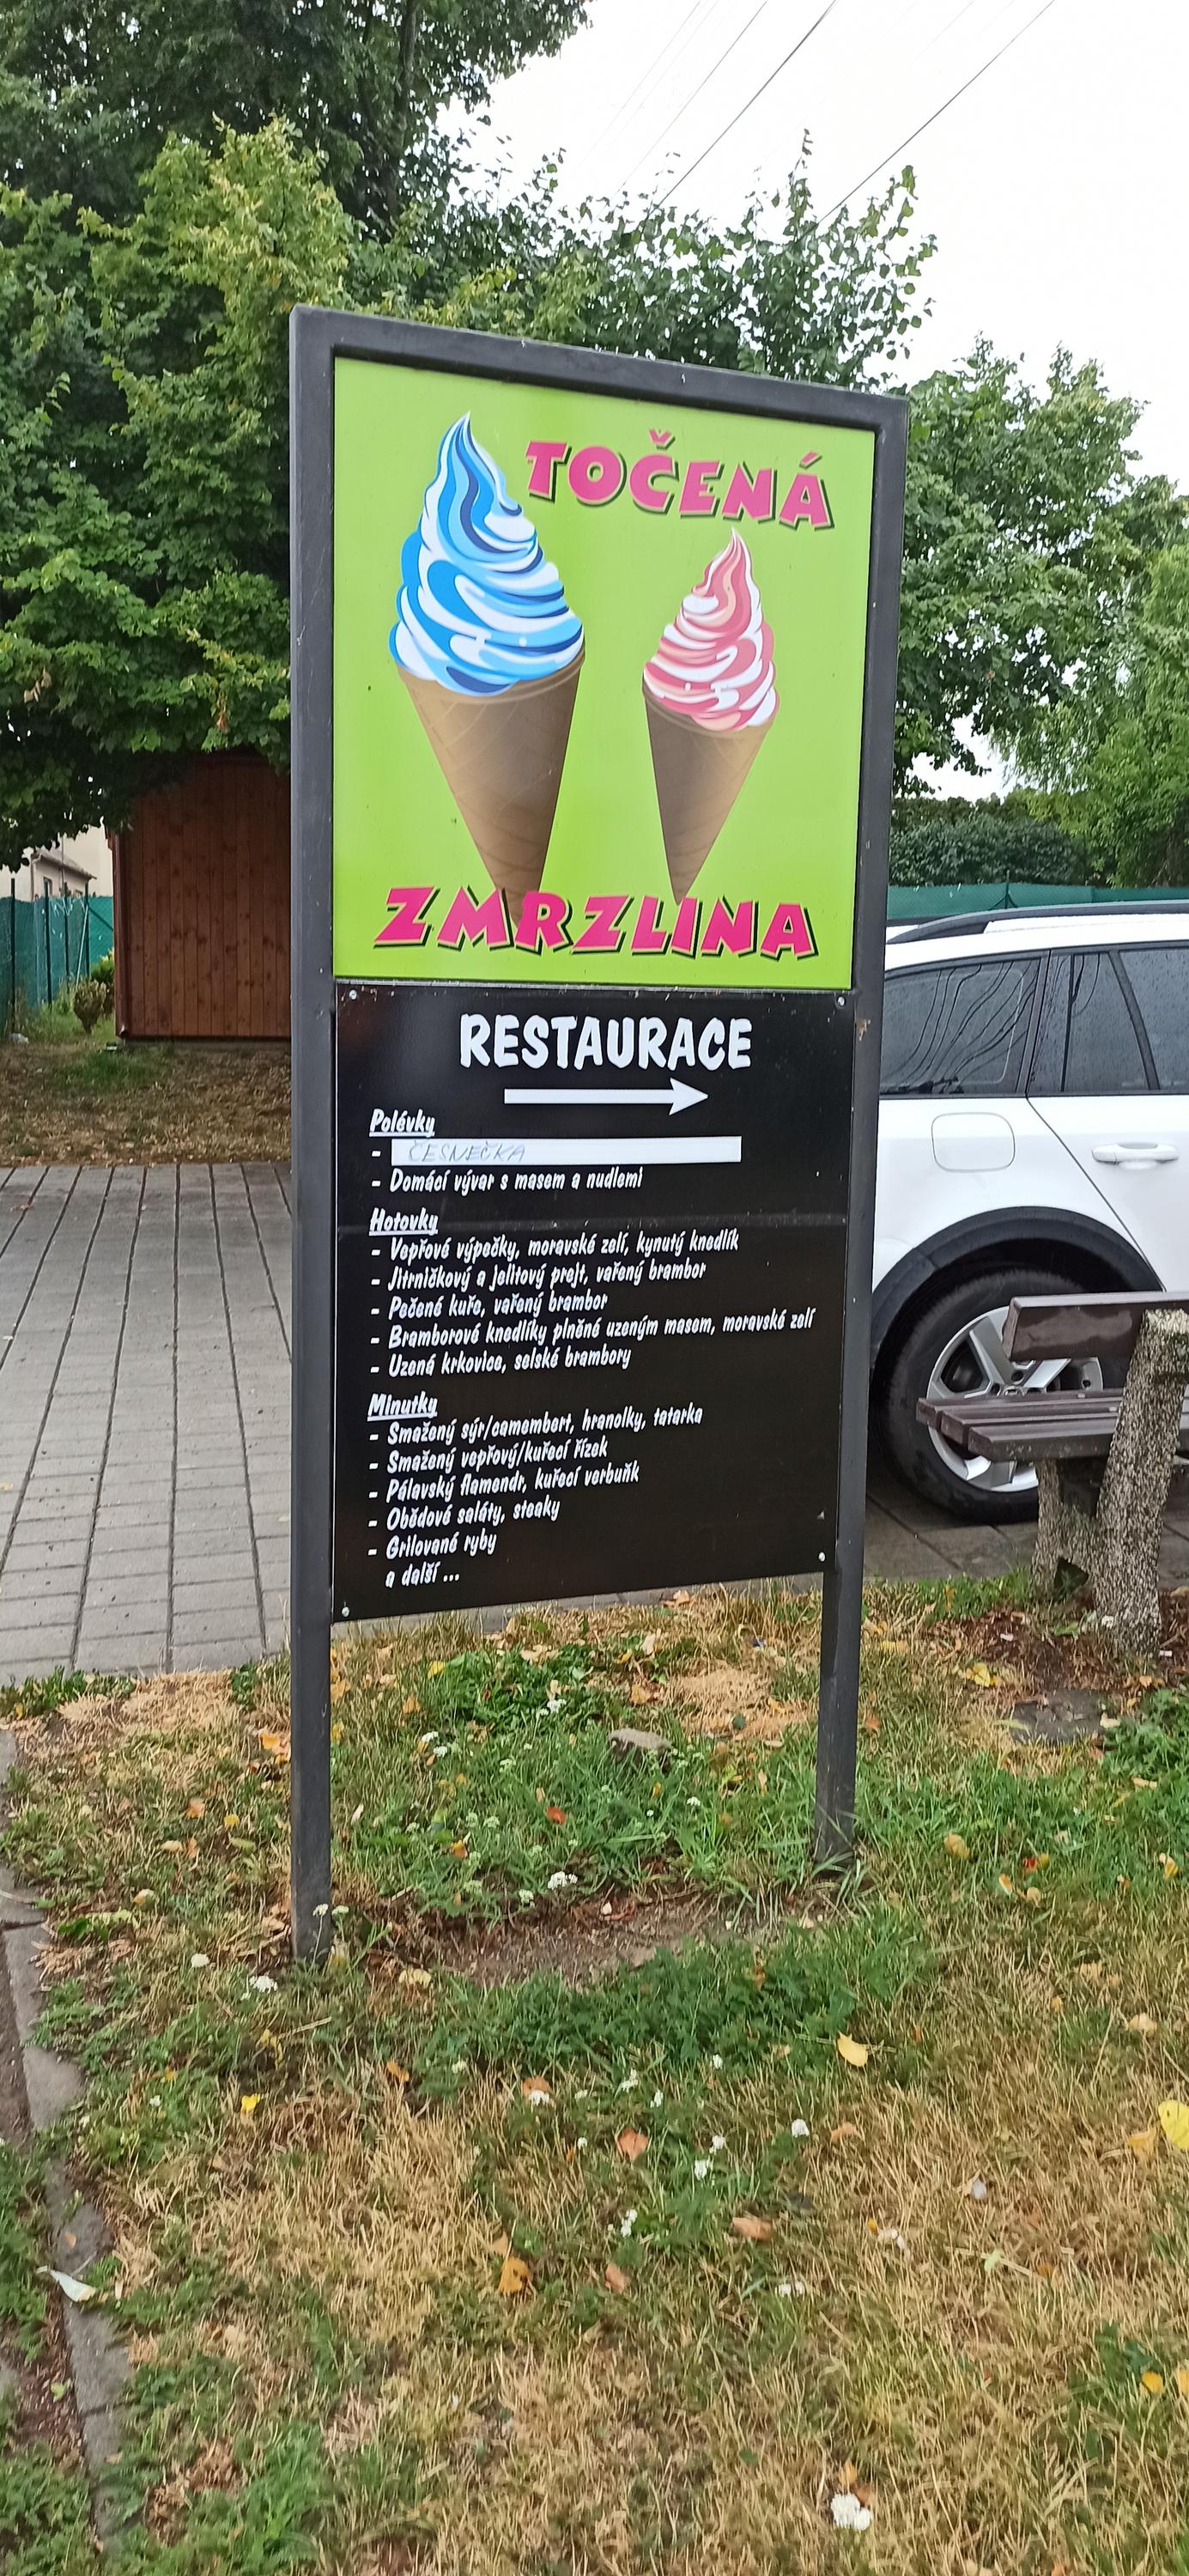 TOČENÁ
ZMRZLINA
RESTAURACE
Polévky
- ČESNEČKA
- Domácí vývar s masem a nudlemi
Hotovky
- Vepřové výpečky, moravské zelí, kynutý knedlík
- Jitrničkový a jelitový prejt, vařený brambor
- Pečené kuře, vařený brambor
- Bramborové knedlíky plněné uzeným masem, moravské zelí
- Uzená krkovice, selské brambory
Minutky
- Smažený sýr/camembert, hranolky, tatarka
- Smažený vepřový/kuřecí řízek
- Pálavský flamendr, kuřecí verbuňk
- Obědové saláty, steaky
- Grilované ryby
a další ...